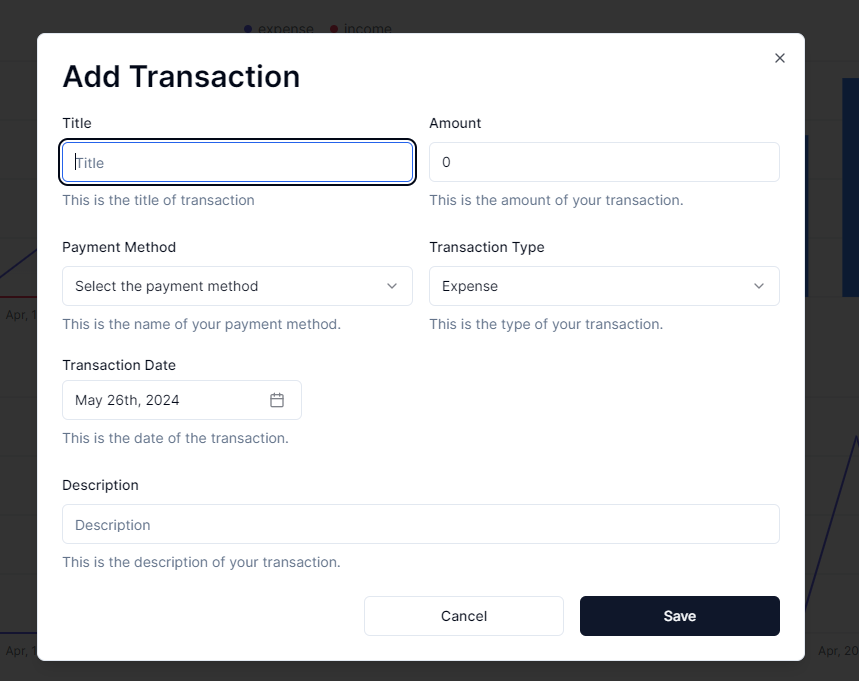 expense income
Add Transaction
Title Amount
Title 0
This is the title of transaction This is the amount of your transaction.
Payment Method Transaction Type
Select the payment method Expense
This is the name of your payment method. This is the type of your transaction.
Apr, 1
Transaction Date
May 26th, 2024
This is the date of the transaction.
Description
Description
This is the description of your transaction.
Cancel Save
Apr, 1 Apr, 20